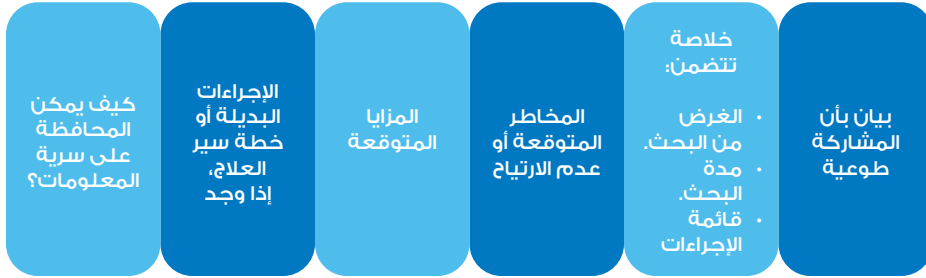 بيان بأن
المشاركة
طوعية
خلاصة
تتضمن:
• الغرض
من البحث.
• مدة
البحث.
• قائمة
الإجراءات
المخاطر
المتوقعة أو
عدم الارتياح
المزايا
المتوقعة
الإجراءات
البديلة أو
خطة سير
العلاج،
إذا وجد
كيف يمكن
المحافظة
على سرية
المعلومات؟